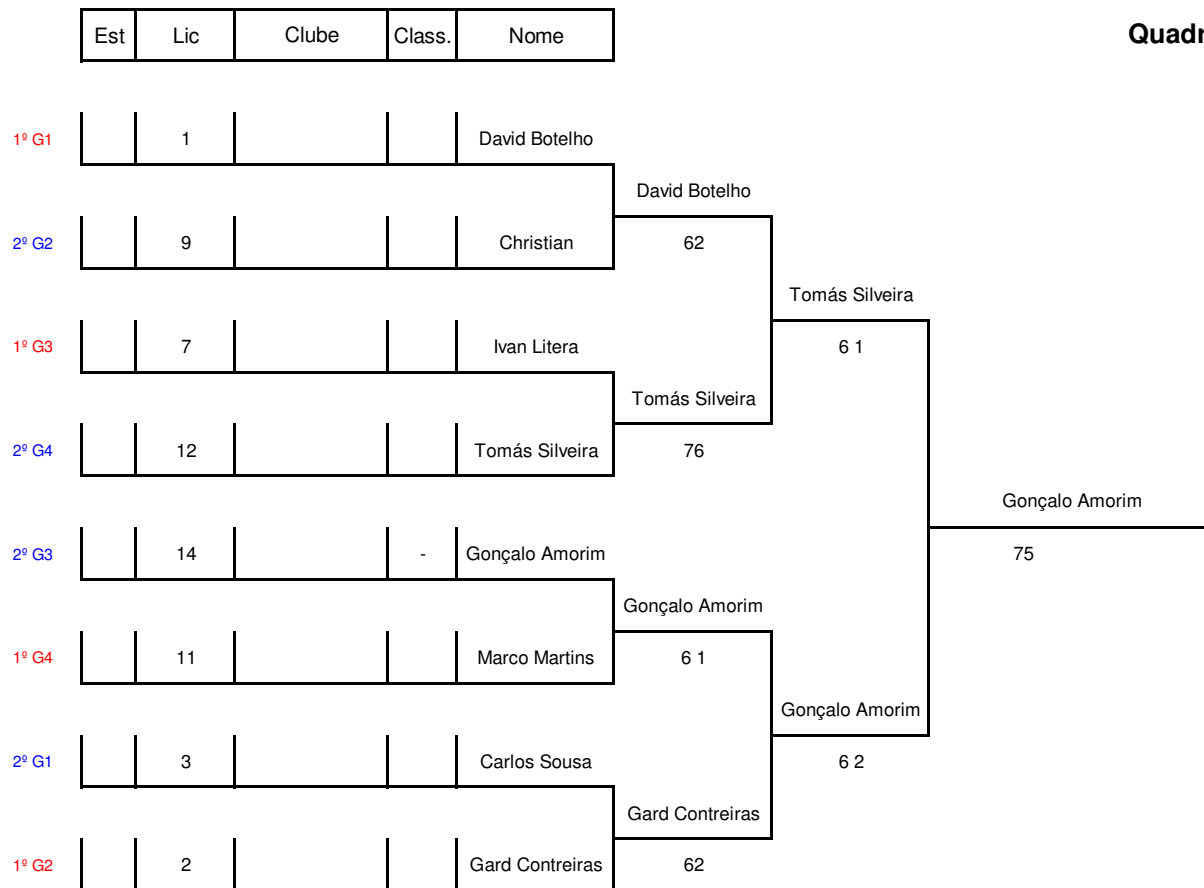 Est Lic Clube Class. Nome
Quadr
1º G1 1 David Botelho
David Botelho
2º G2 9 Christian 62
Tomás Silveira
1º G3 7 Ivan Litera 6 1
Tomás Silveira
2º G4 12 Tomás Silveira 76
Gonçalo Amorim
2º G3 14 - Gonçalo Amorim 75
Gonçalo Amorim
1º G4 11 Marco Martins 6 1
Gonçalo Amorim
2º G1 3 Carlos Sousa 6 2
Gard Contreiras
1º G2 2 Gard Contreiras 62